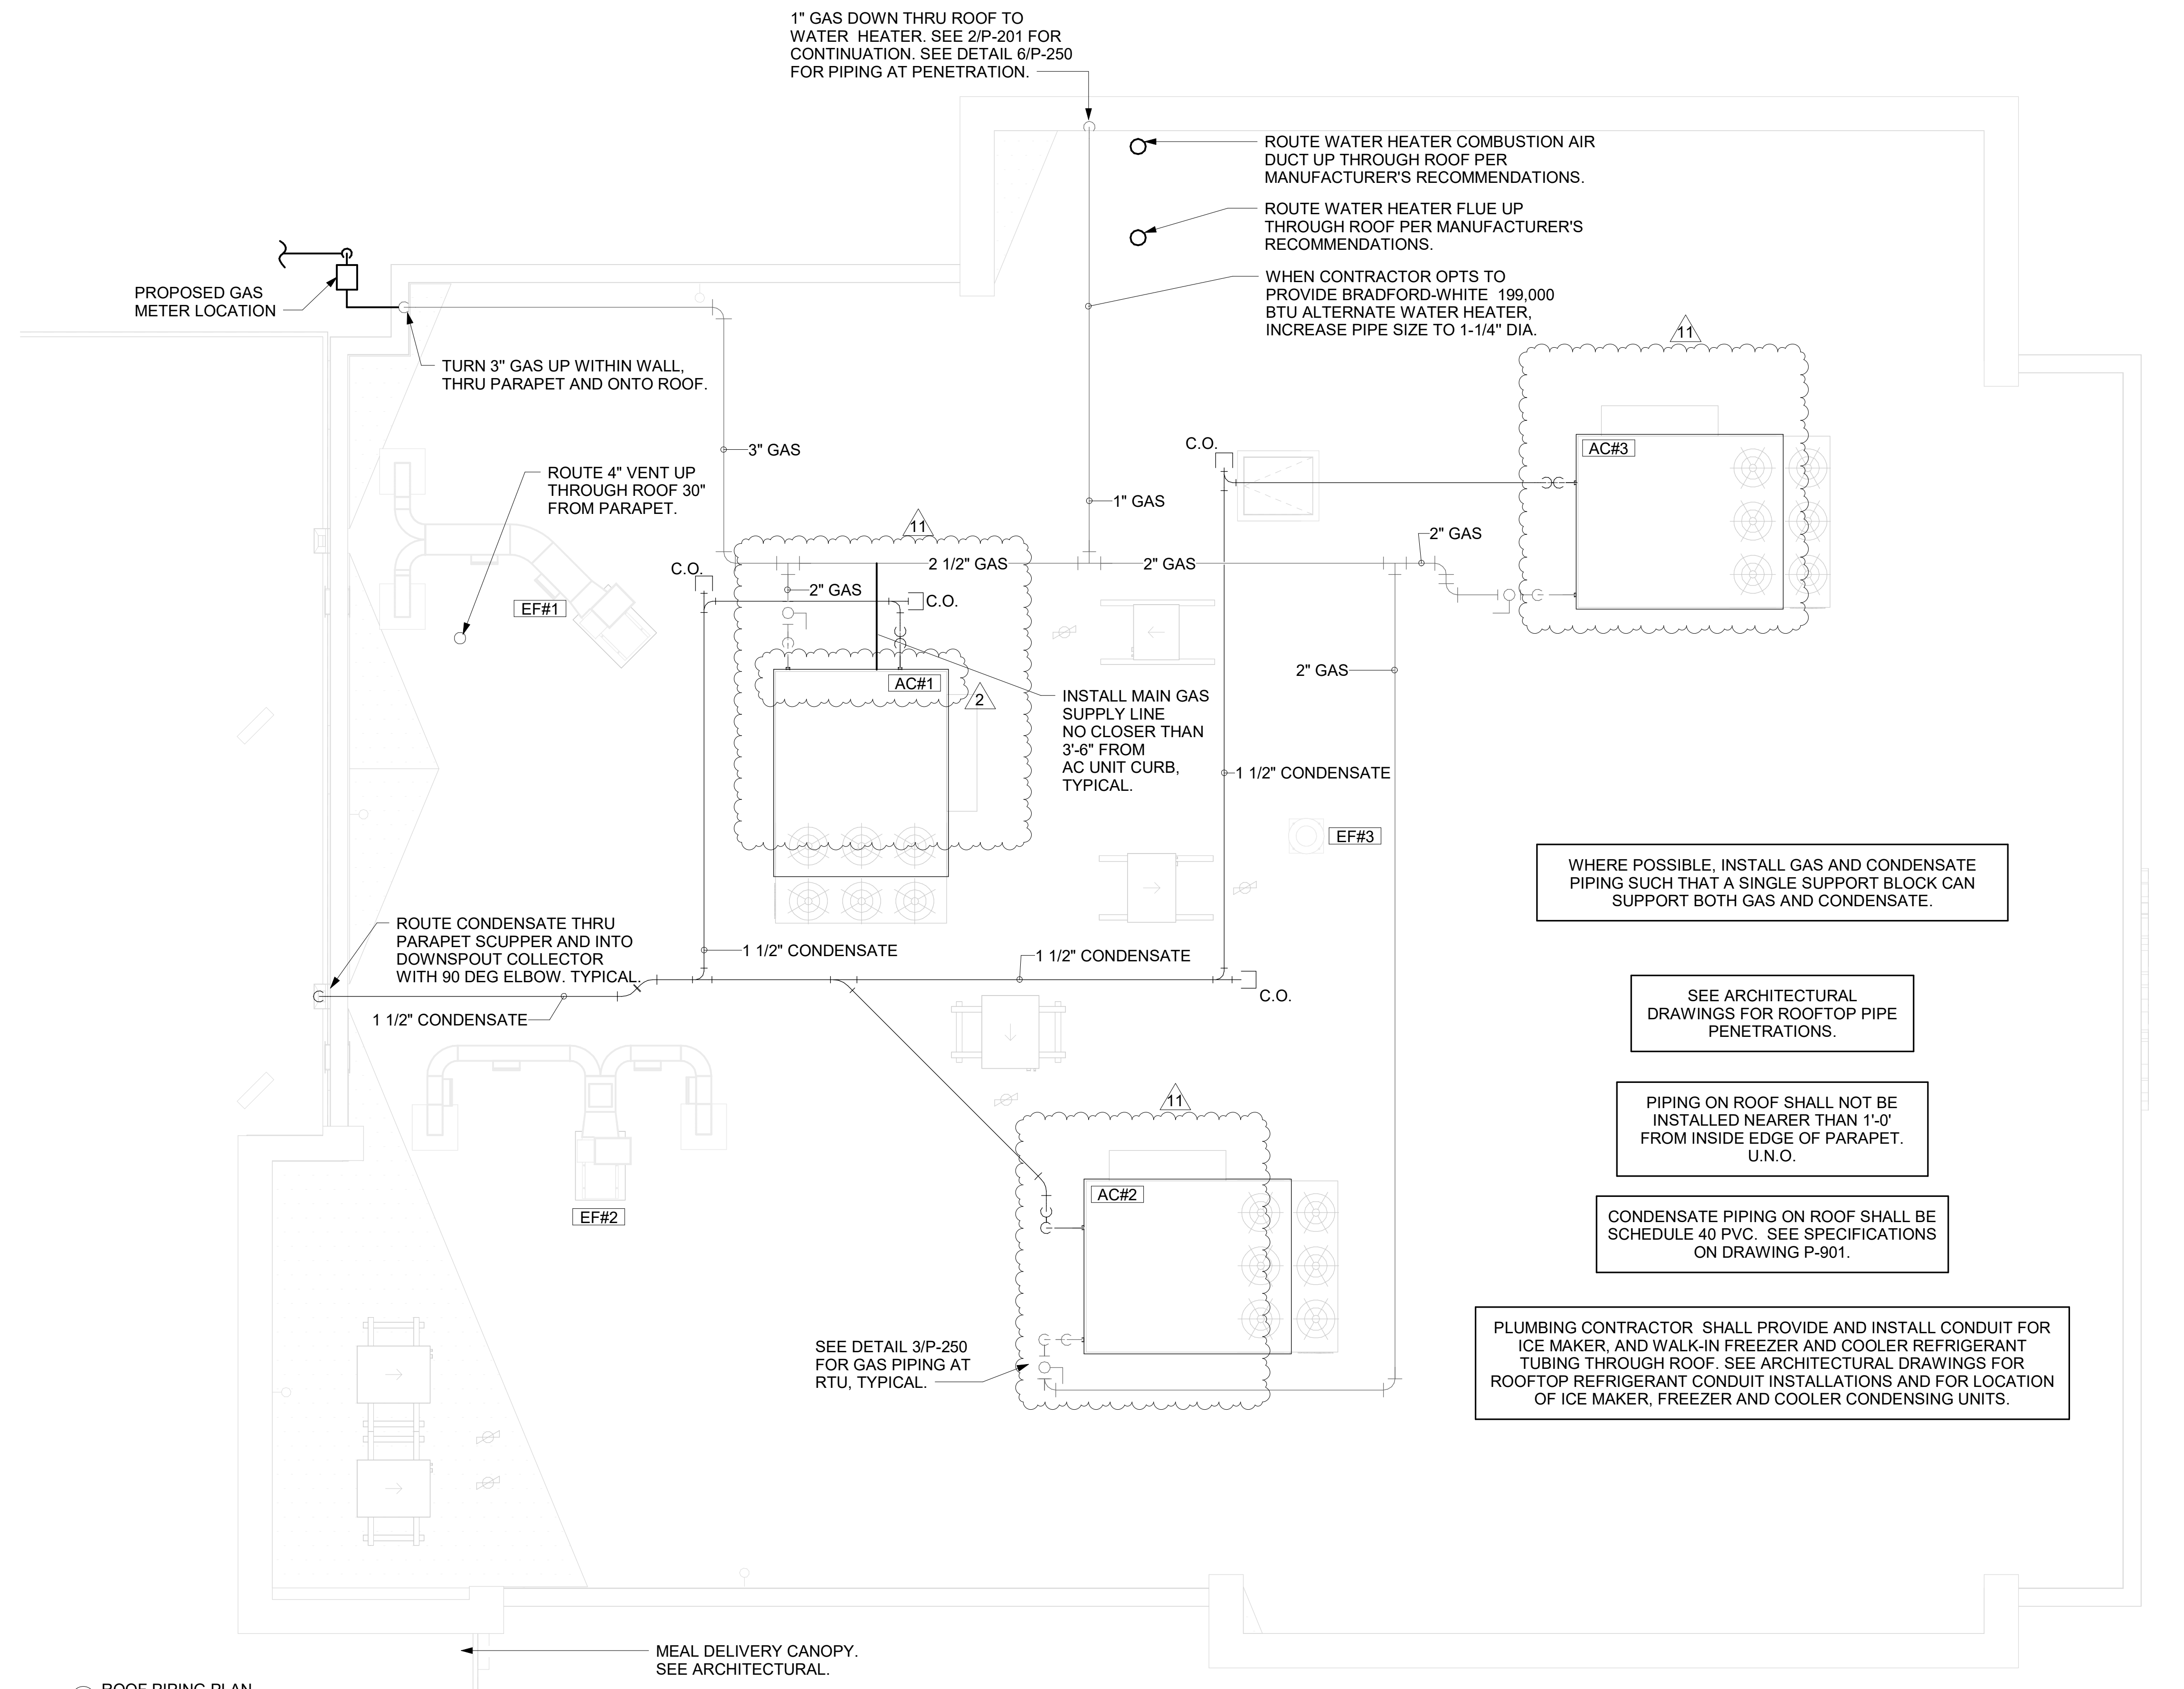 1" GAS DOWN THRU ROOF TO
WATER HEATER. SEE 2/P-201 FOR
CONTINUATION. SEE DETAIL 6/P-250
FOR PIPING AT PENETRATION.
ROUTE WATER HEATER COMBUSTION AIR
DUCT UP THROUGH ROOF PER
MANUFACTURER'S RECOMMENDATIONS.
ROUTE WATER HEATER FLUE UP
THROUGH ROOF PER MANUFACTURER'S
RECOMMENDATIONS.
WHEN CONTRACTOR OPTS TO
PROVIDE BRADFORD-WHITE 199,000
BTU ALTERNATE WATER HEATER,
INCREASE PIPE SIZE TO 1-1/4" DIA.
PROPOSED GAS
METER LOCATION
TURN 3" GAS UP WITHIN WALL,
THRU PARAPET AND ONTO ROOF.
11
AC#3
C.O.
3" GAS
ROUTE 4" VENT UP
THROUGH ROOF 30"
FROM PARAPET.
1" GAS
11
2" GAS
2 1/2" GAS
2" GAS
C.O.
2" GAS
C.O.
EF#1
2" GAS
AC#1
2
INSTALL MAIN GAS
SUPPLY LINE
NO CLOSER THAN
3'-6" FROM
AC UNIT CURB,
TYPICAL.
1 1/2" CONDENSATE
EF#3
WHERE POSSIBLE, INSTALL GAS AND CONDENSATE
PIPING SUCH THAT A SINGLE SUPPORT BLOCK CAN
SUPPORT BOTH GAS AND CONDENSATE.
ROUTE CONDENSATE THRU
PARAPET SCUPPER AND INTO
DOWNSPOUT COLLECTOR
WITH 90 DEG ELBOW. TYPICAL.
1 1/2" CONDENSATE
1 1/2" CONDENSATE
C.O.
1 1/2" CONDENSATE
SEE ARCHITECTURAL
DRAWINGS FOR ROOFTOP PIPE
PENETRATIONS.
11
PIPING ON ROOF SHALL NOT BE
INSTALLED NEARER THAN 1'-0'
FROM INSIDE EDGE OF PARAPET.
U.N.O.
AC#2
EF#2
CONDENSATE PIPING ON ROOF SHALL BE
SCHEDULE 40 PVC. SEE SPECIFICATIONS
ON DRAWING P-901.
SEE DETAIL 3/P-250
FOR GAS PIPING AT
RTU, TYPICAL.
PLUMBING CONTRACTOR SHALL PROVIDE AND INSTALL CONDUIT FOR
ICE MAKER, AND WALK-IN FREEZER AND COOLER REFRIGERANT
TUBING THROUGH ROOF. SEE ARCHITECTURAL DRAWINGS FOR
ROOFTOP REFRIGERANT CONDUIT INSTALLATIONS AND FOR LOCATION
OF ICE MAKER, FREEZER AND COOLER CONDENSING UNITS.
MEAL DELIVERY CANOPY.
SEE ARCHITECTURAL.
ROOF PIPING PLAN